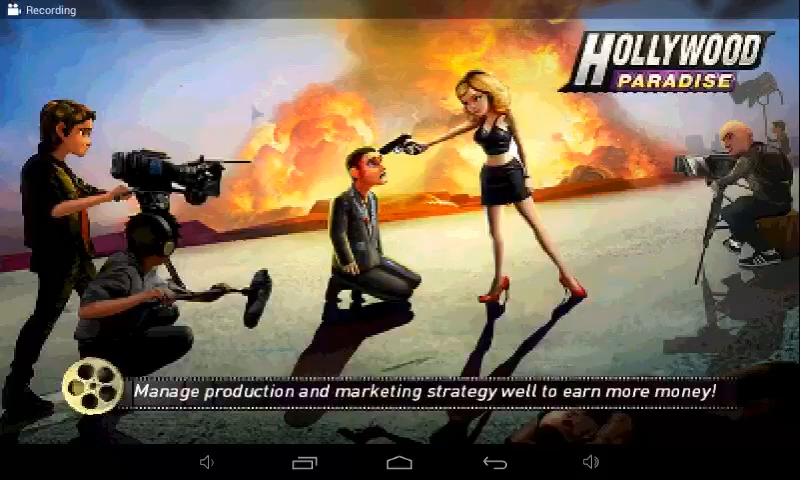 Recording
HOLLYWOOD
PARADISE
Manage production and marketing strategy well to earn more money!